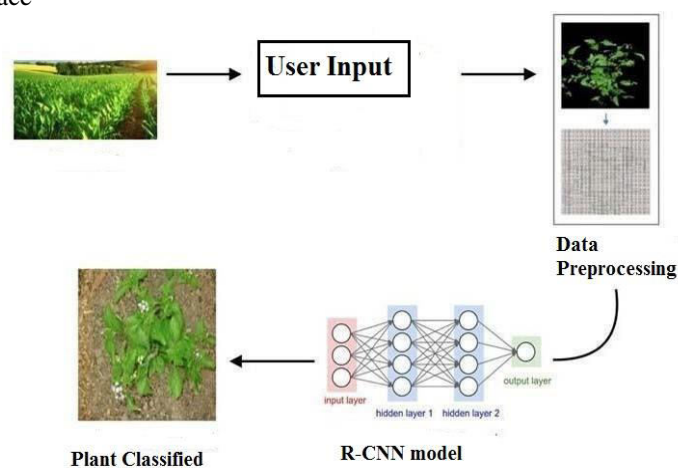 User Input
Data
Preprocessing
input layer
hidden layer 1
hidden layer 2
output layer
R-CNN model
Plant Classified